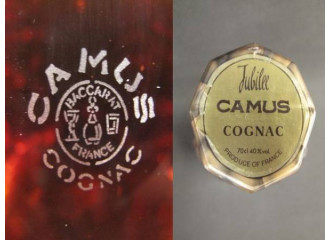 CAMUS
BACCARAT
FRANCE
COGNAC
Jubilee
CAMUS
COGNAC
70cl 40%vol.
PRODUCE OF FRANCE